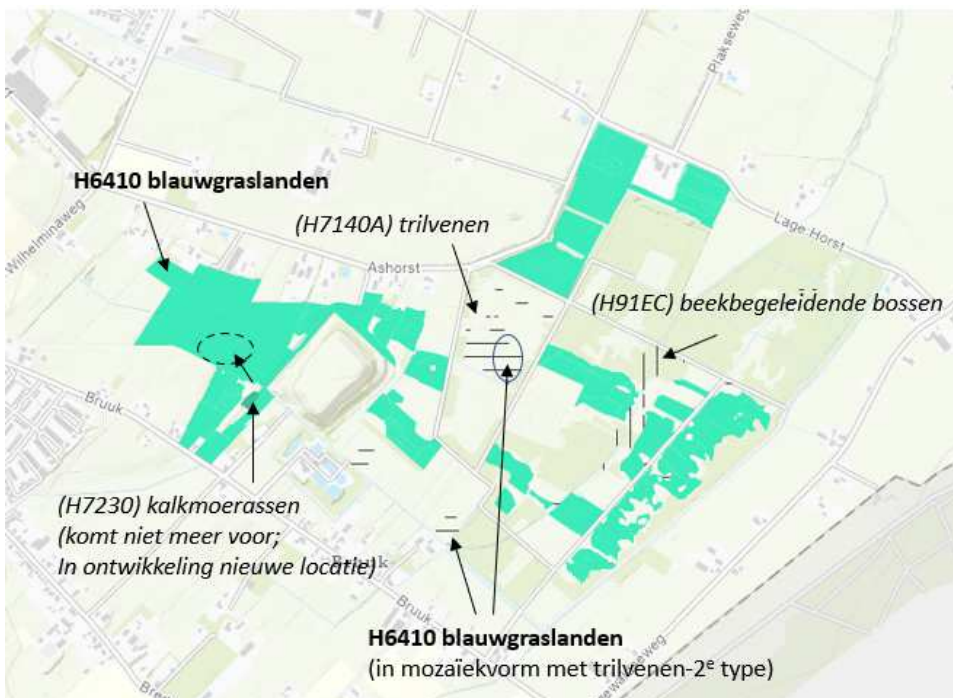 Plakseweg
H6410 blauwgraslanden
(H7140A) trilvenen
Lage Horst
Wilhelminaweg
Ashorst
(H91EC) beekbegeleidende bossen
Bruuk
(H7230) kalkmoerassen
(komt niet meer voor;
In ontwikkeling nieuwe locatie)
Bruuk
Bruuk
H6410 blauwgraslanden
(in mozaïekvorm met trilvenen-2e type)